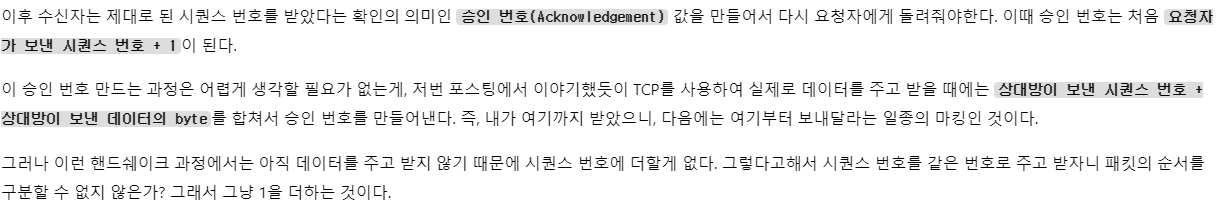 이후 수신자는 제대로 된 시퀀스 번호를 받았다는 확인의 의미인 승인 번호(Acknowledgement) 값을 만들어서 다시 요청자에게 돌려줘야한다. 이때 승인 번호는 처음 요청자
가 보낸 시퀀스 번호 + 1이 된다.
이 승인 번호 만드는 과정은 어렵게 생각할 필요가 없는게, 저번 포스팅에서 이야기했듯이 TCP를 사용하여 실제로 데이터를 주고 받을 때에는 상대방이 보낸 시퀀스 번호 +
상대방이 보낸 데이터의 byte를 합쳐서 승인 번호를 만들어낸다. 즉, 내가 여기까지 받았으니, 다음에는 여기부터 보내달라는 일종의 마킹인 것이다.
그러나 이런 핸드쉐이크 과정에서는 아직 데이터를 주고 받지 않기 때문에 시퀀스 번호에 더할게 없다. 그렇다고해서 시퀀스 번호를 같은 번호로 주고 받자니 패킷의 순서를
구분할 수 없지 않은가? 그래서 그냥 1을 더하는 것이다.